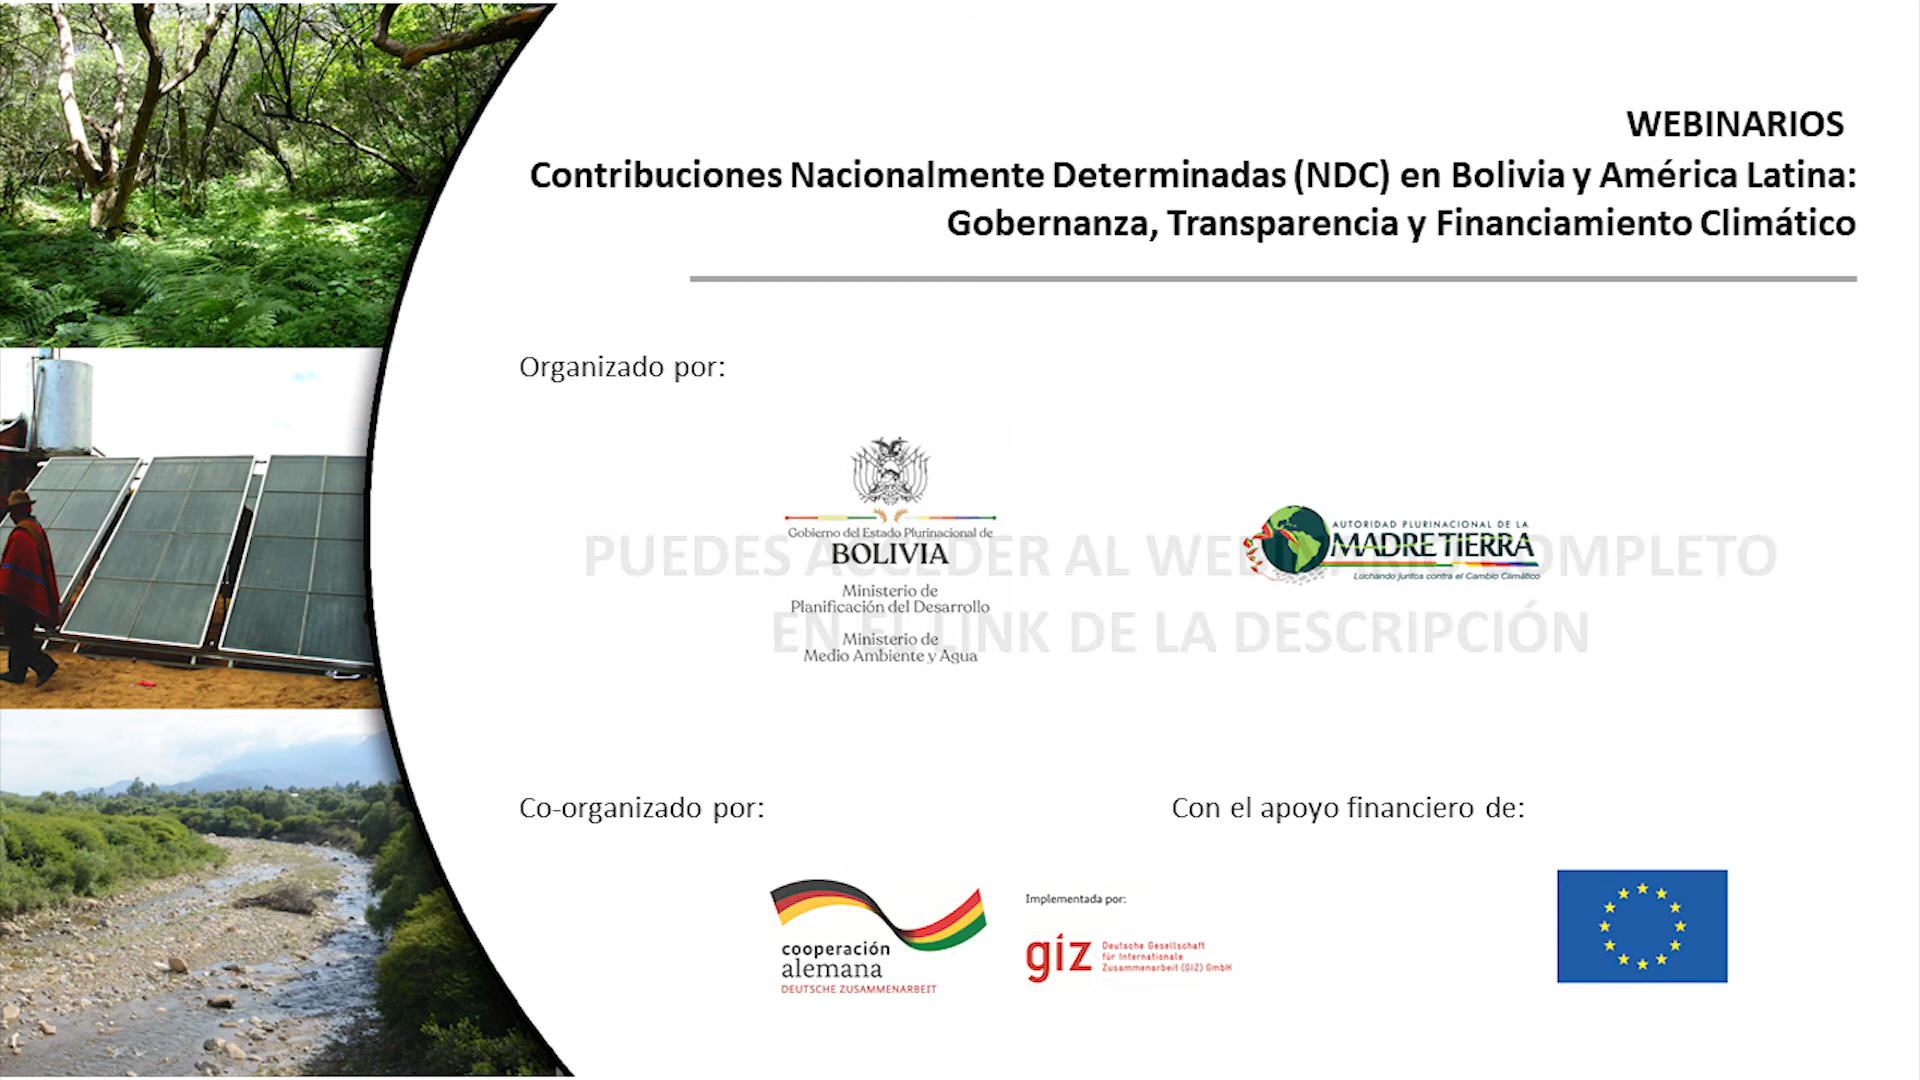 WEBINARIOS
Contribuciones Nacionalmente Determinadas (NDC) en Bolivia y América Latina:
Gobernanza, Transparencia y Financiamiento Climático
Organizado por:
Gobierno del Estado Plurinacional de
BOLIVIA
Ministerio de
Planificación del Desarrollo
Ministerio de
Medio Ambiente y Agua
AUTORIDAD PLURINACIONAL DE LA
MADRE TIERRA
Luchando juntos contra el Cambio Climático
PUEDES ACCEDER AL WEBINARIO COMPLETO
EN EL LINK DE LA DESCRIPCIÓN
Co-organizado por:
Con el apoyo financiero de:
cooperación
alemana
DEUTSCHE ZUSAMMENARBEIT
Implementada por:
giz
Deutsche Gesellschaft
für Internationale
Zusammenarbeit (GIZ) GmbH